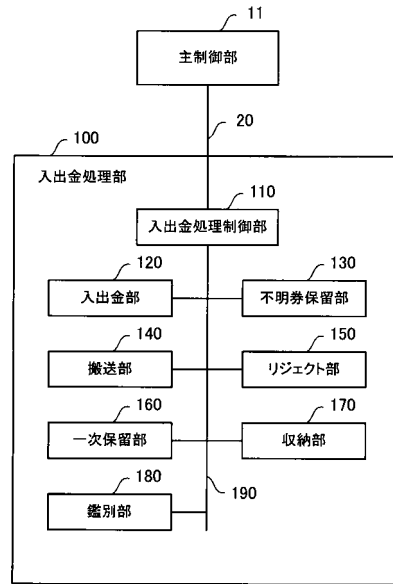 11
主制御部
20
100
入出金処理部
110
入出金処理制御部
120
入出金部
130
不明券保留部
140
搬送部
150
リジェクト部
160
一次保留部
170
収納部
180
鑑別部
190